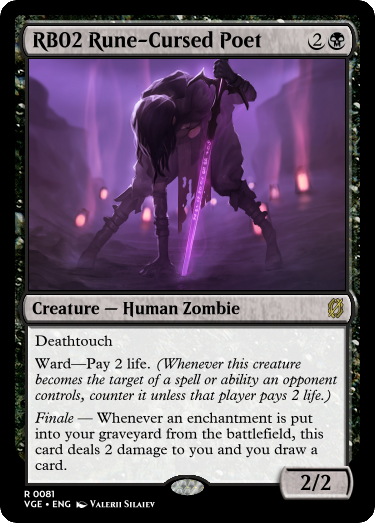 RB02 Rune-Cursed Poet 2
Creature — Human Zombie
Deathtouch
Ward—Pay 2 life. (Whenever this creature
becomes the target of a spell or ability an opponent
controls, counter it unless that player pays 2 life.)
Finale — Whenever an enchantment is put
into your graveyard from the battlefield, this
card deals 2 damage to you and you draw a
card.
2/2
R 0081
VGE • ENG Valerii Silaiev